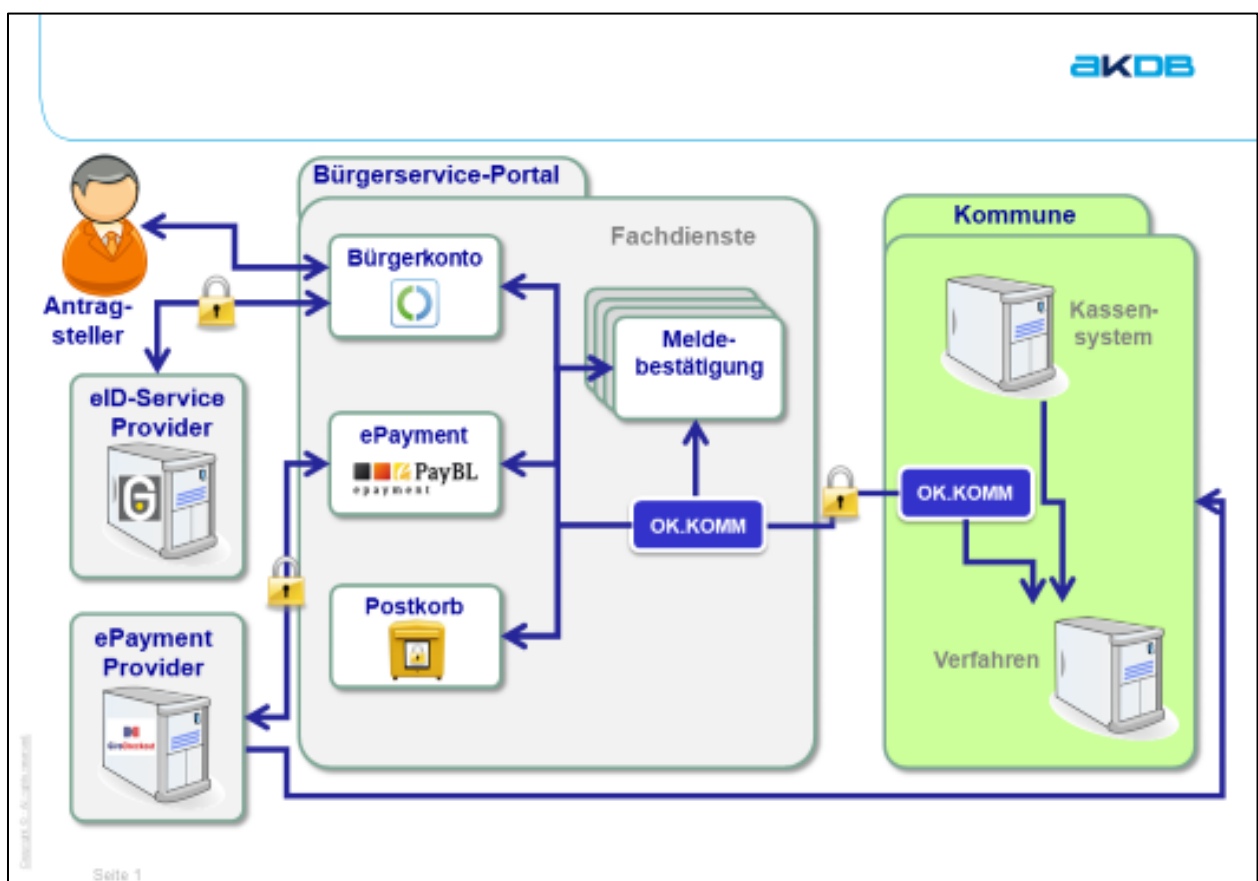 aKDB
Bürgerservice-Portal
Fachdienste
Kommune
Bürgerkonto
Antrag-
steller
Melde-
bestätigung
Kassen-
system
eID-Service
Provider
G
ePayment
PayBL
epayment
OK.KOMM
OK.KOMM
Postkorb
ePayment
Provider
Verfahren
Seite 1